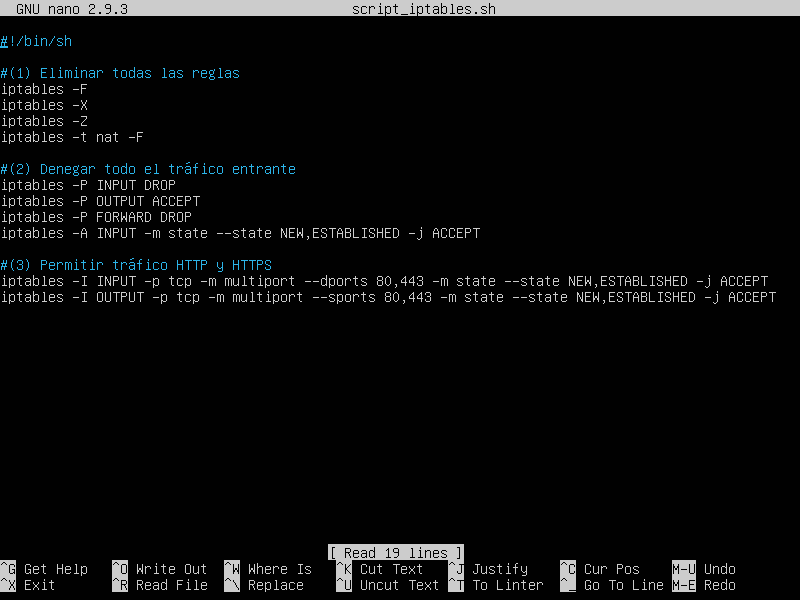 GNU nano 2.9.3 script_iptables.sh
#!/bin/sh
#(1) Eliminar todas las reglas
iptables -F
iptables -X
iptables -Z
iptables -t nat -F
#(2) Denegar todo el tráfico entrante
iptables -P INPUT DROP
iptables -P OUTPUT ACCEPT
iptables -P FORWARD DROP
iptables -A INPUT -m state --state NEW,ESTABLISHED -j ACCEPT
#(3) Permitir tráfico HTTP y HTTPS
iptables -I INPUT -p tcp -m multiport --dports 80,443 -m state --state NEW,ESTABLISHED -j ACCEPT
iptables -I OUTPUT -p tcp -m multiport --sports 80,443 -m state --state NEW,ESTABLISHED -j ACCEPT
[ Read 19 lines ]
^G Get Help ^O Write Out ^W Where Is ^K Cut Text ^J Justify ^C Cur Pos M-U Undo
^X Exit ^R Read File ^\ Replace ^U Uncut Text ^T To Linter ^_ Go To Line M-E Redo